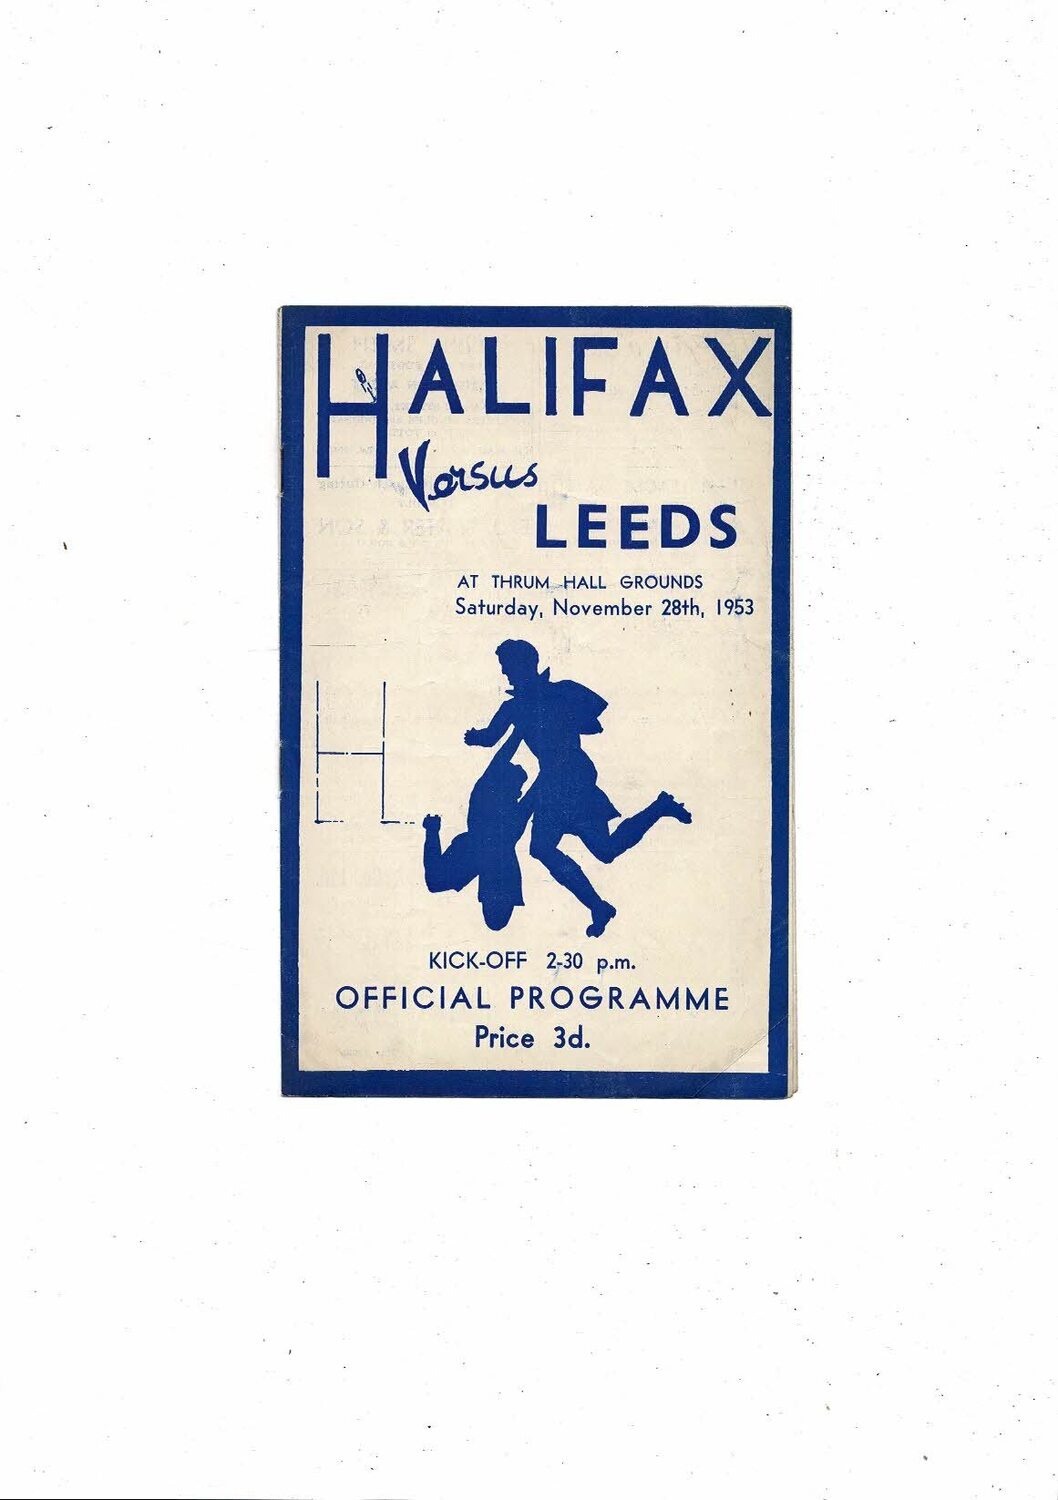 HALIFAX
Versus
LEEDS
AT THRUM HALL GROUNDS
Saturday, November 28th, 1953
KICK-OFF 2-30 p.m.
OFFICIAL PROGRAMME
Price 3d.